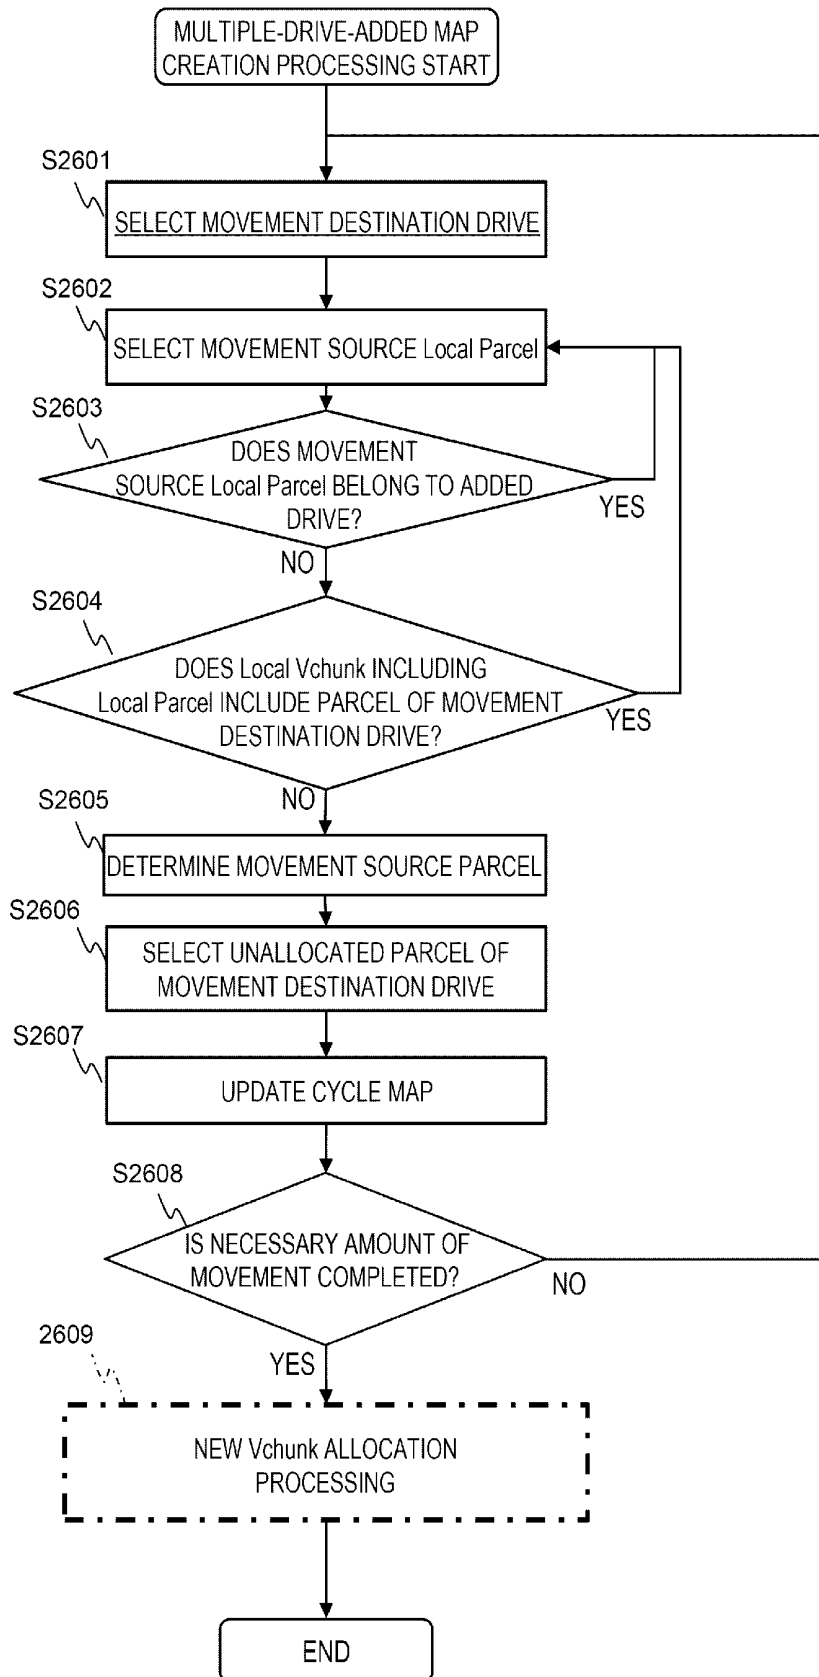 MULTIPLE-DRIVE-ADDED MAP
CREATION PROCESSING START
S2601
SELECT MOVEMENT DESTINATION DRIVE
S2602
SELECT MOVEMENT SOURCE Local Parcel
S2603
DOES MOVEMENT
SOURCE Local Parcel BELONG TO ADDED
DRIVE?
YES
NO
S2604
DOES Local Vchunk INCLUDING
Local Parcel INCLUDE PARCEL OF MOVEMENT
DESTINATION DRIVE?
YES
NO
S2605
DETERMINE MOVEMENT SOURCE PARCEL
S2606
SELECT UNALLOCATED PARCEL OF
MOVEMENT DESTINATION DRIVE
S2607
UPDATE CYCLE MAP
S2608
IS NECESSARY AMOUNT OF
MOVEMENT COMPLETED?
NO
YES
2609
NEW Vchunk ALLOCATION
PROCESSING
END